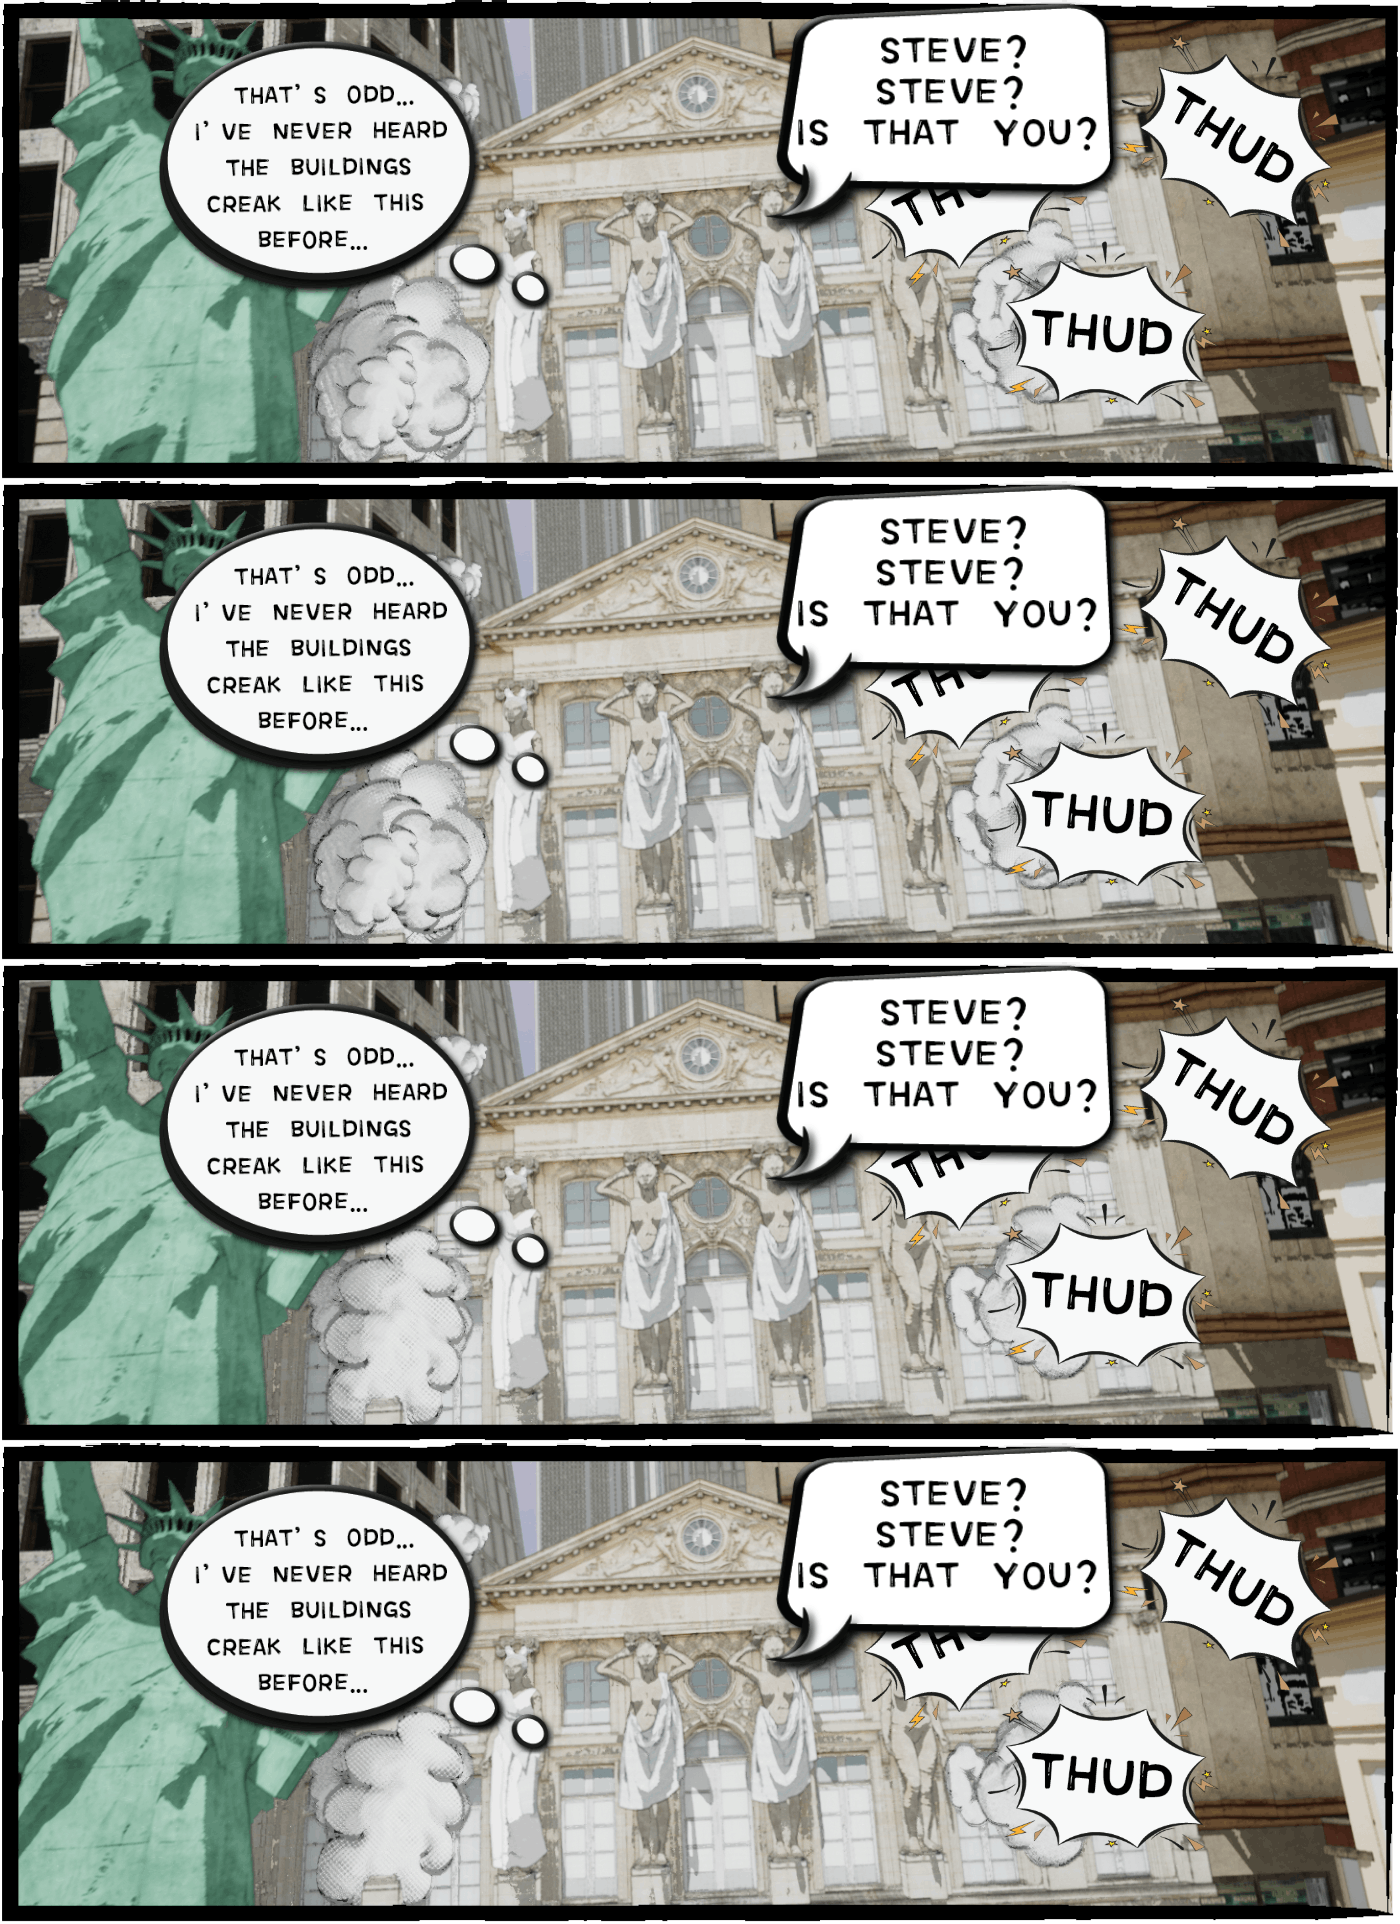 THAT'S ODD...
I'VE NEVER HEARD
THE BUILDINGS
CREAK LIKE THIS
BEFORE...
STEVE?
STEVE?
IS THAT YOU?
THUD
THUD
THAT'S ODD...
I'VE NEVER HEARD
THE BUILDINGS
CREAK LIKE THIS
BEFORE...
STEVE?
STEVE?
IS THAT YOU?
THUD
THUD
THAT'S ODD...
I'VE NEVER HEARD
THE BUILDINGS
CREAK LIKE THIS
BEFORE...
STEVE?
STEVE?
IS THAT YOU?
THUD
THUD
THAT'S ODD...
I'VE NEVER HEARD
THE BUILDINGS
CREAK LIKE THIS
BEFORE...
STEVE?
STEVE?
IS THAT YOU?
THUD
THUD